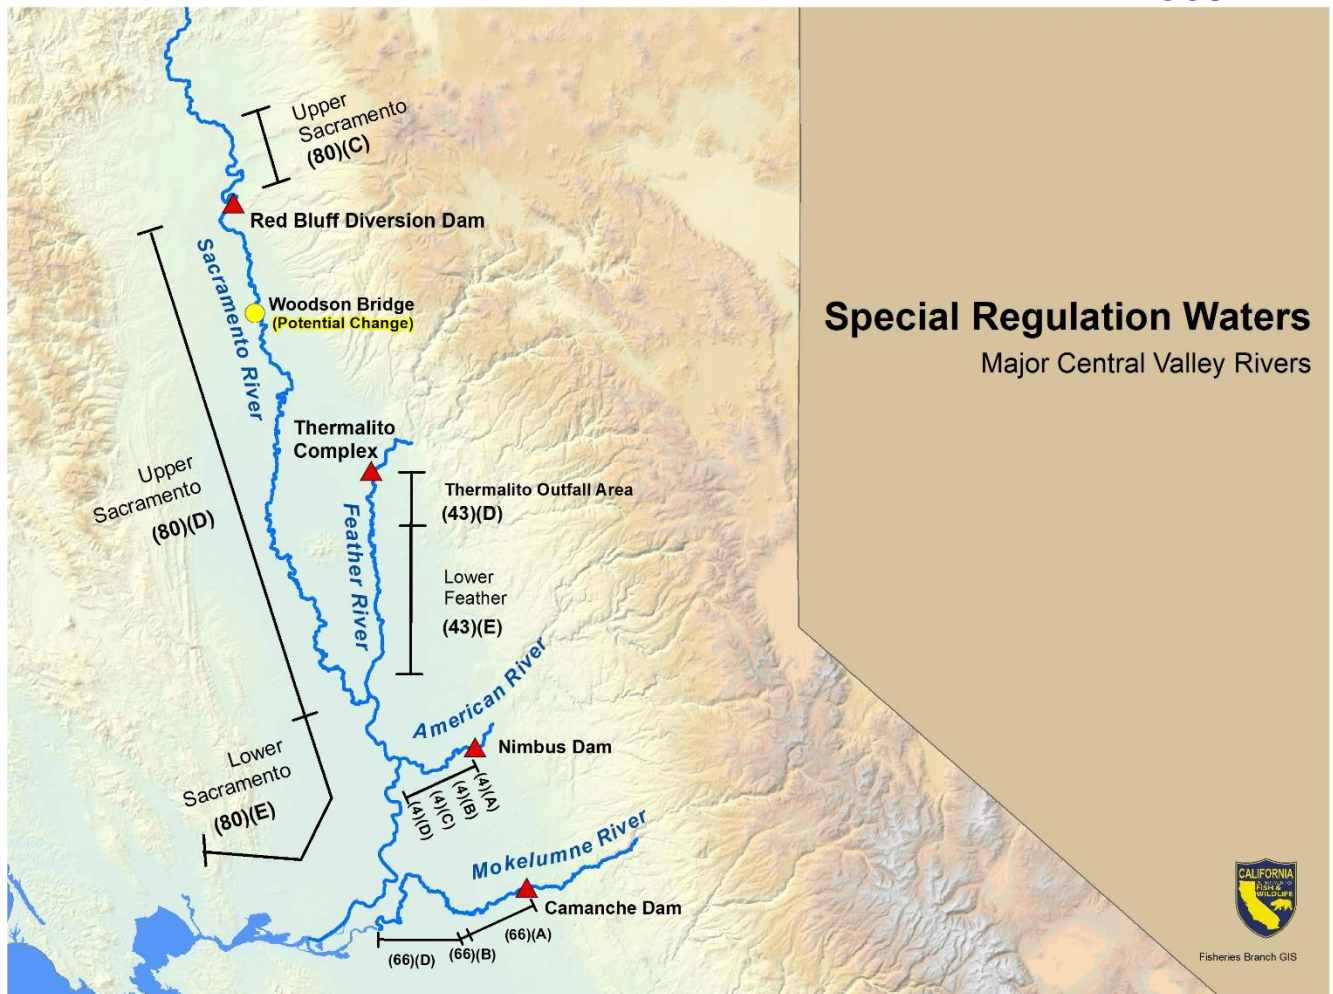 Upper
Sacramento
(80)(C)
Red Bluff Diversion Dam
Sacramento River
Woodson Bridge
(Potential Change)
Special Regulation Waters
Major Central Valley Rivers
Thermalito
Complex
Upper
Sacramento
(80)(D)
Thermalito Outfall Area
(43)(D)
Feather River
Lower
Feather
(43)(E)
American River
Nimbus Dam
Lower
Sacramento
(80)(E)
(4)(A)
(4)(B)
(4)(C)
(4)(D)
Mokelumne River
Camanche Dam
(66)(A)
(66)(B)
(66)(D)
CALIFORNIA
FISH &
WILDLIFE
Fisheries Branch GIS